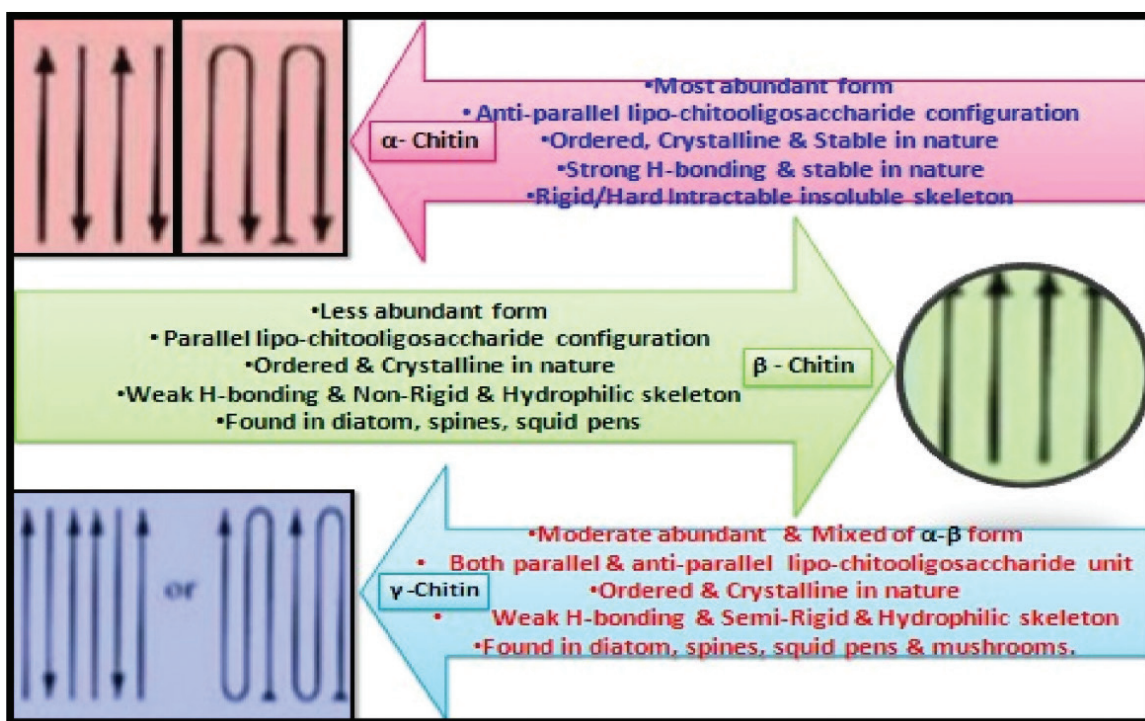 •Most abundant form
•Anti-parallel lipo-chitooligosaccharide configuration
•Ordered, Crystalline & Stable in nature
•Strong H-bonding & stable in nature
•Rigid/Hard Intractable insoluble skeleton
α- Chitin
•Less abundant form
•Parallel lipo-chitooligosaccharide configuration
•Ordered & Crystalline in nature
•Weak H-bonding & Non-Rigid & Hydrophilic skeleton
•Found in diatom, spines, squid pens
β - Chitin
or
γ -Chitin
•Moderate abundant & Mixed of α-β form
• Both parallel & anti-parallel lipo-chitooligosaccharide unit
•Ordered & Crystalline in nature
• Weak H-bonding & Semi-Rigid & Hydrophilic skeleton
•Found in diatom, spines, squid pens & mushrooms.